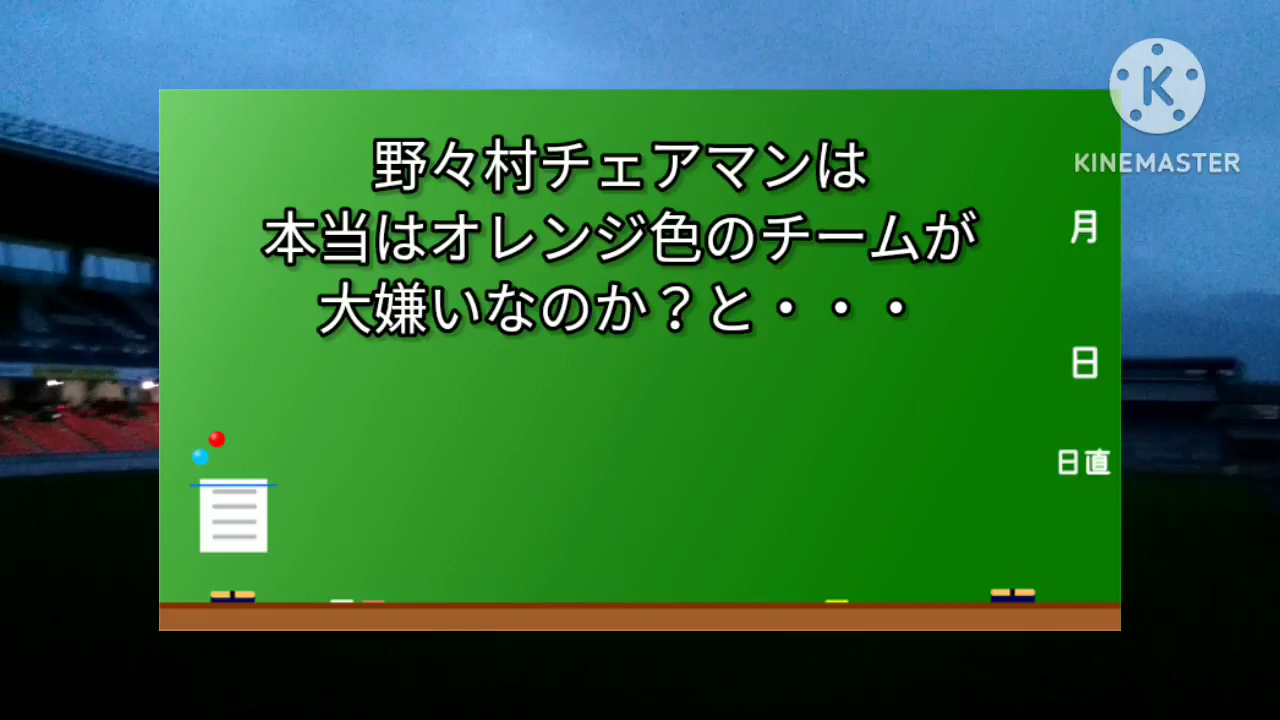 野々村チェアマンは
本当はオレンジ色のチームが
大嫌いなのか？と・・・
KINEMASTER
月
日
日直